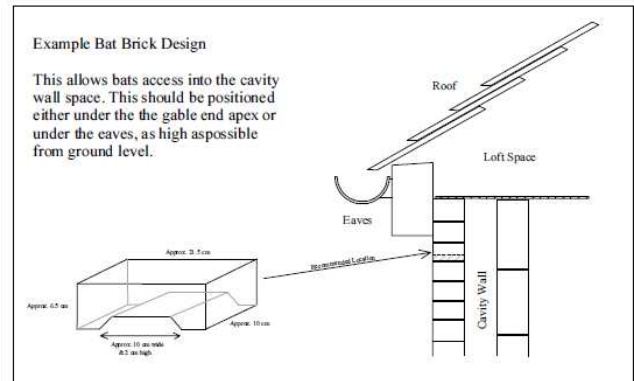 Example Bat Brick Design
This allows bats access into the cavity
wall space. This should be positioned
either under the the gable end apex or
under the eaves, as high aspossible
from ground level.
Roof
Loft Space
Eaves
Cavity Wall
Recommended Location
Approx. 21.5 cm
Approx. 6.5 cm
Approx. 10 cm
Approx. 10 cm wide
&2 cm high